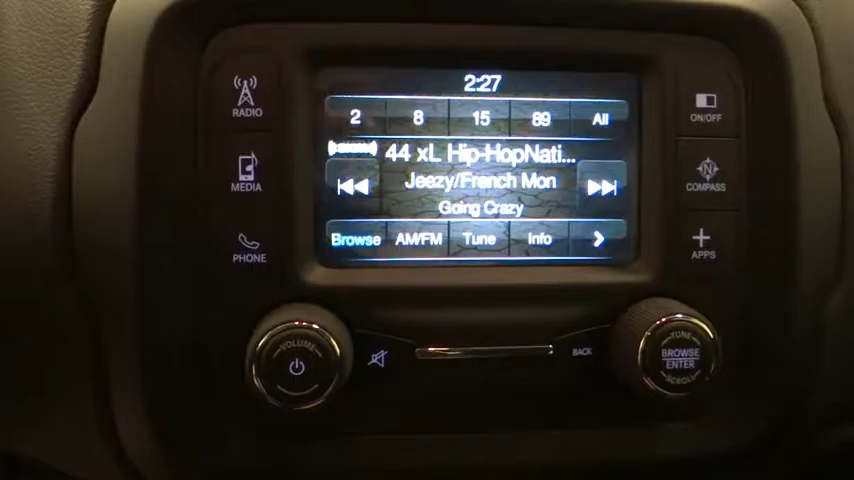 2:27
RADIO
2 8 15 89 All
ON/OFF
44 xL Hip-HopNati...
MEDIA
Jeezy/French Mon
COMPASS
Going Crazy
PHONE
Browse AM/FM Tune Info
APPS
VOLUME
BACK
TUNE
BROWSE
ENTER
SCROLL